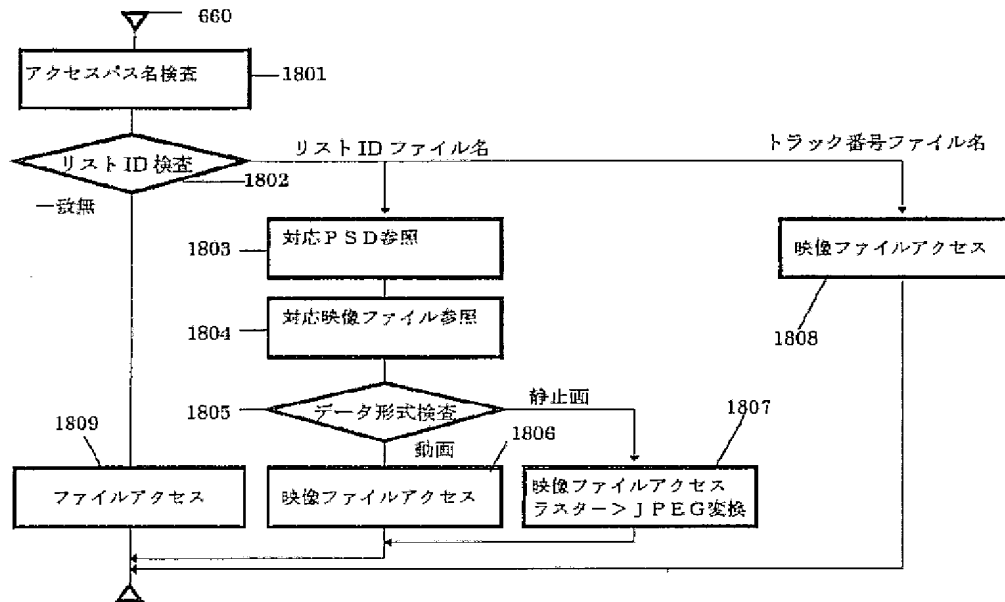 660
アクセスパス名検査
1801
リストID検査
1802
リストIDファイル名
トラック番号ファイル名
一致無
1803
対応PSD参照
映像ファイルアクセス
1808
1804
対応映像ファイル参照
1805
データ形式検査
静止画
動画
1809
1806
1807
ファイルアクセス
映像ファイルアクセス
映像ファイルアクセス
ラスター>JPEG変換